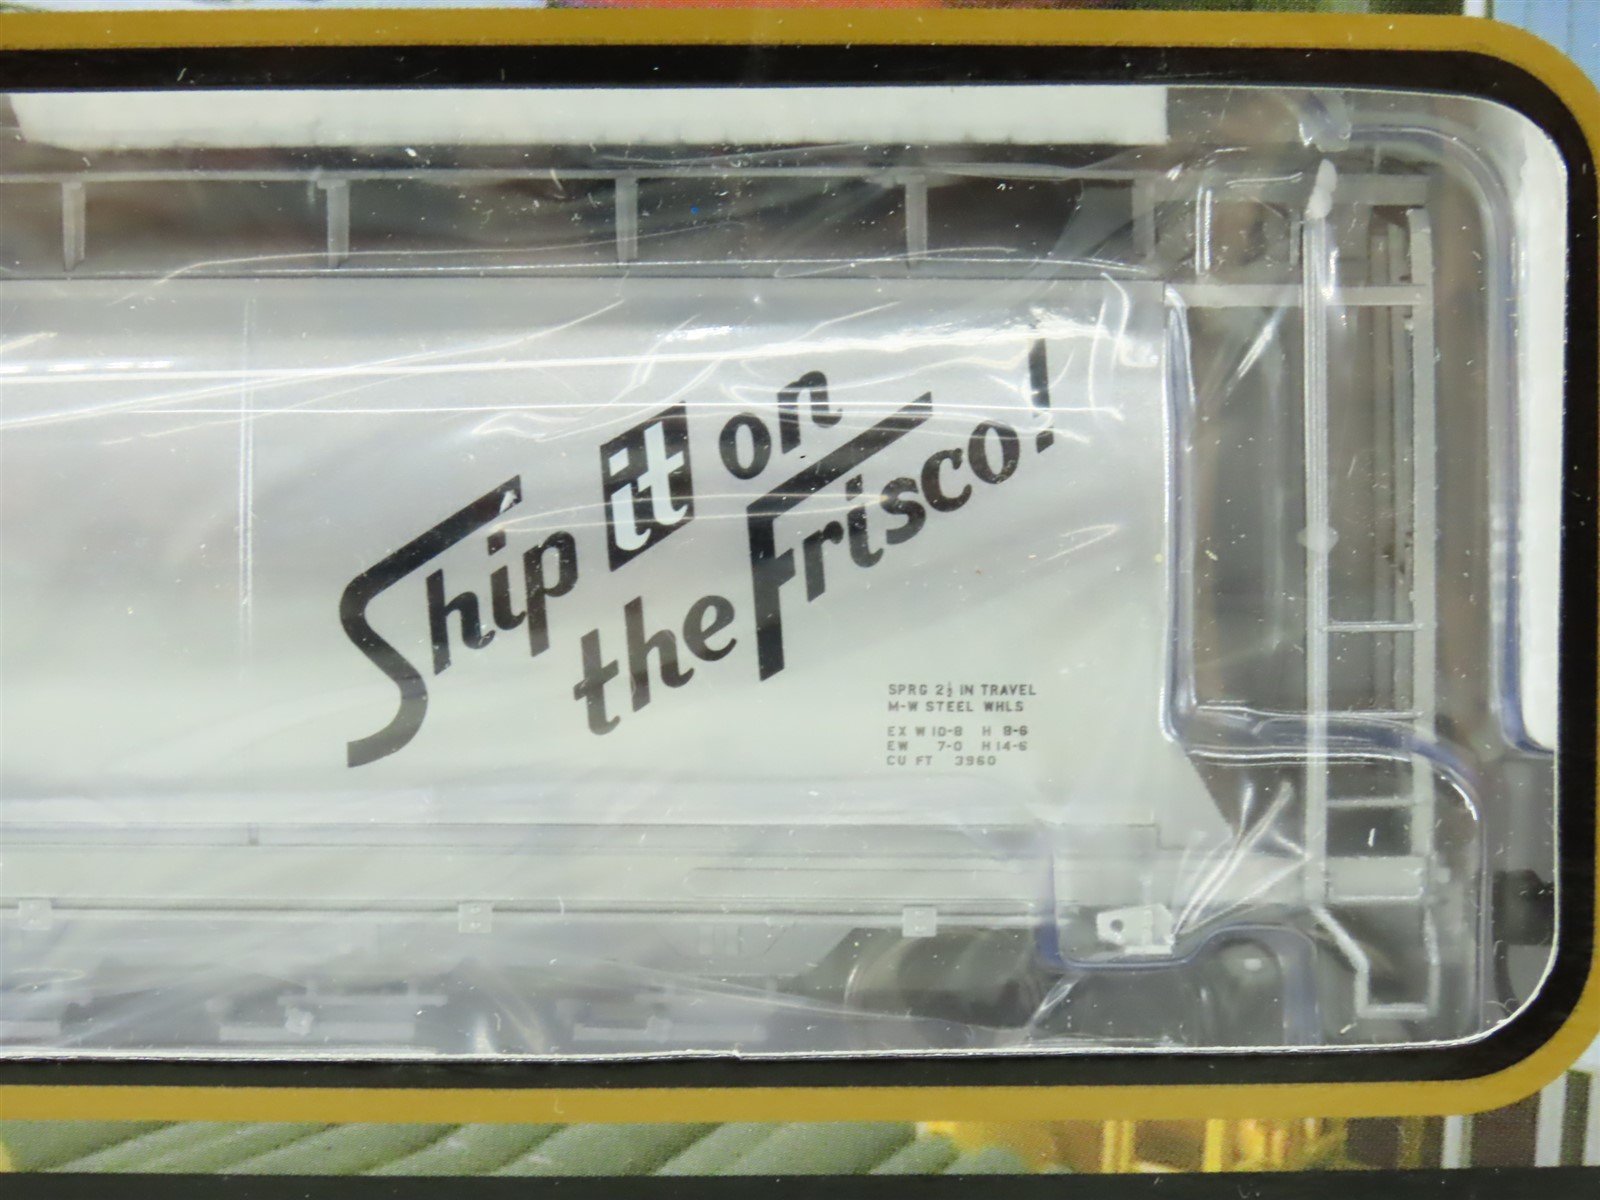 Ship it on
the Frisco!
SPRG 2½ IN TRAVEL
M-W STEEL WHLS
EX W 10-8 H 9-6
EW 7-0 H 14-6
CU FT 3960